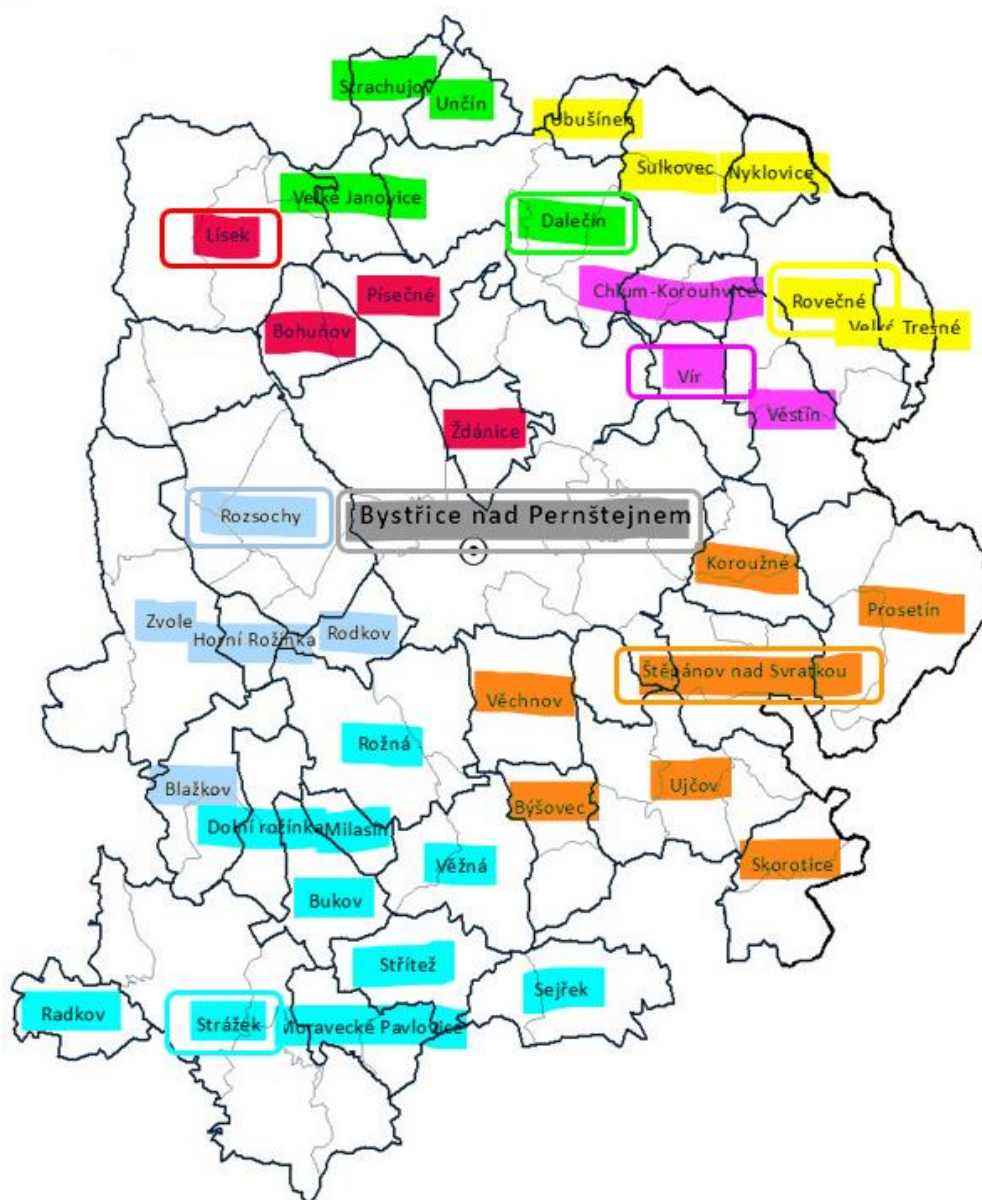 Strachujov
Unčín
Ubušínek
Sulkovec
Nyklovice
Velké Janovice
Dalečín
Lísek
Písečné
Chlum-Korouhvice
Rovečné
Velké Tresné
Bohuňov
Vír
Věstín
Ždánice
Rozsochy
Bystřice nad Pernštejnem
Koroužné
Prosetín
Zvole
Horní Rožínka
Rodkov
Štěpánov nad Svratkou
Věchnov
Rožná
Blažkov
Ujčov
Býšovec
Dolní rožínka
Milasín
Věžná
Skorotice
Bukov
Střítež
Sejřek
Radkov
Strážek
Moravecké Pavlovice